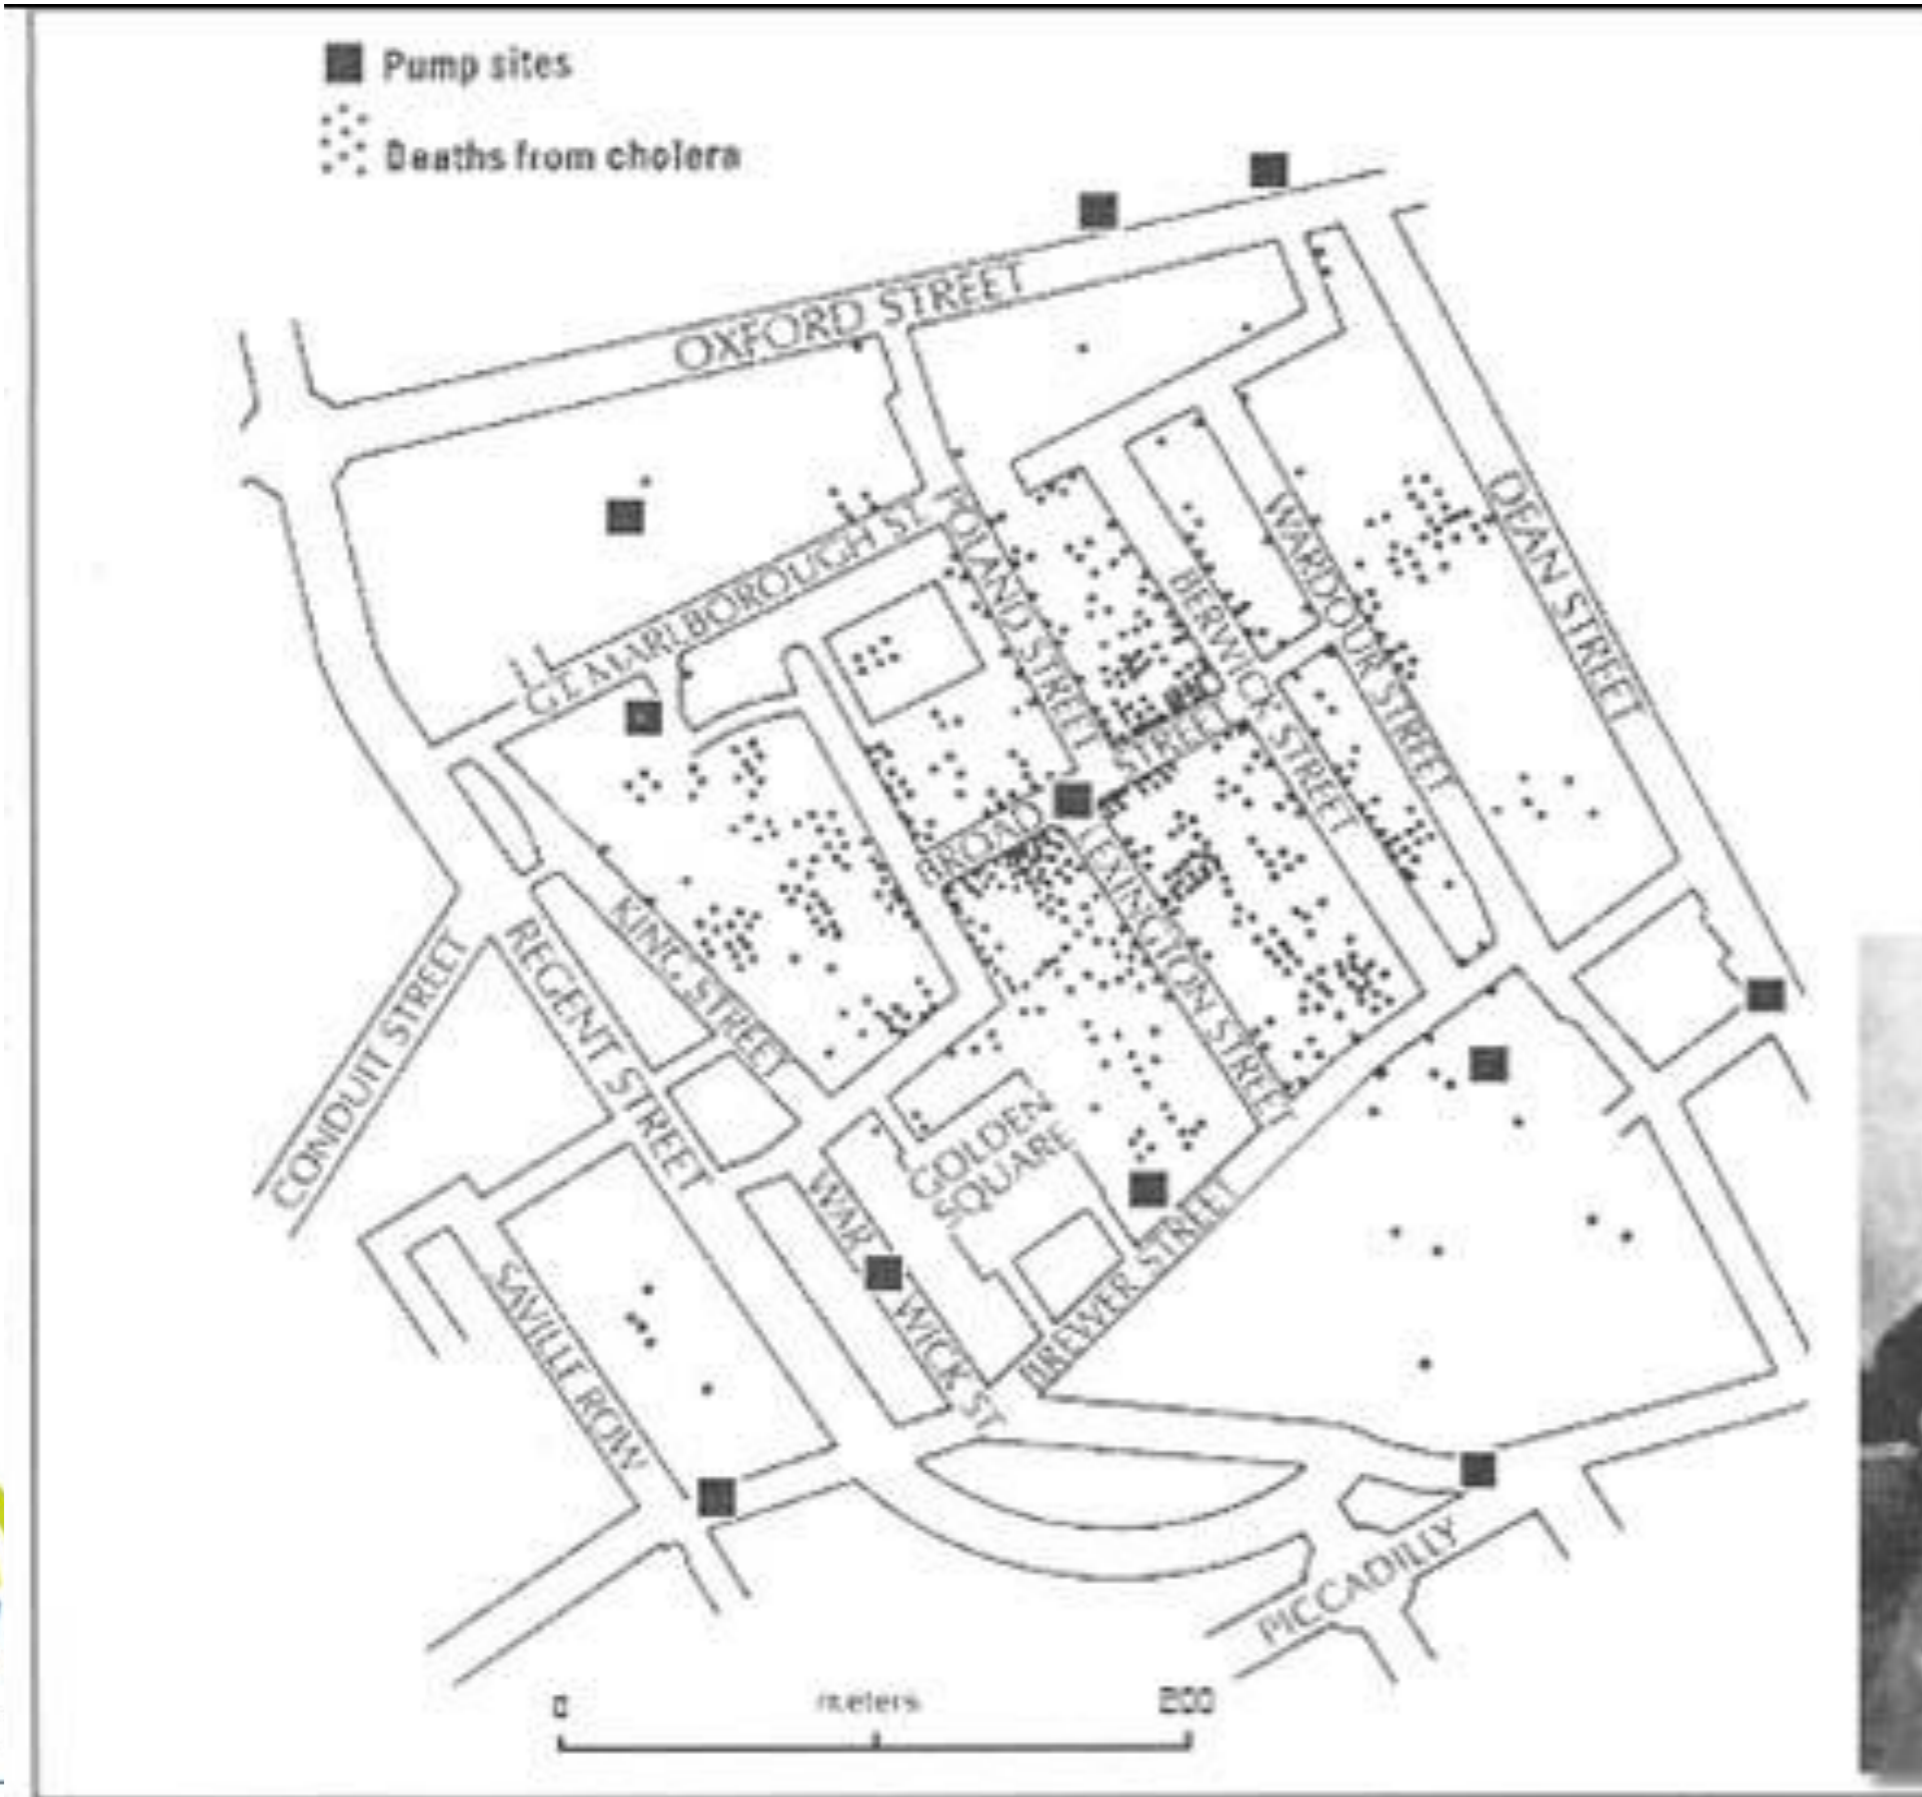 Pump sites
Deaths from cholera
OXFORD STREET
GT. MARLBOROUGH ST.
POLAND STREET
BERWICK STREET
WARDOUR STREET
DEAN STREET
BROAD STREET
LEXINGTON STREET
KING STREET
REGENT STREET
CONDUIT STREET
GOLDEN
SQUARE
WARWICK ST.
BREWER STREET
SAVILLE ROW
PICCADILLY
0 meters 200